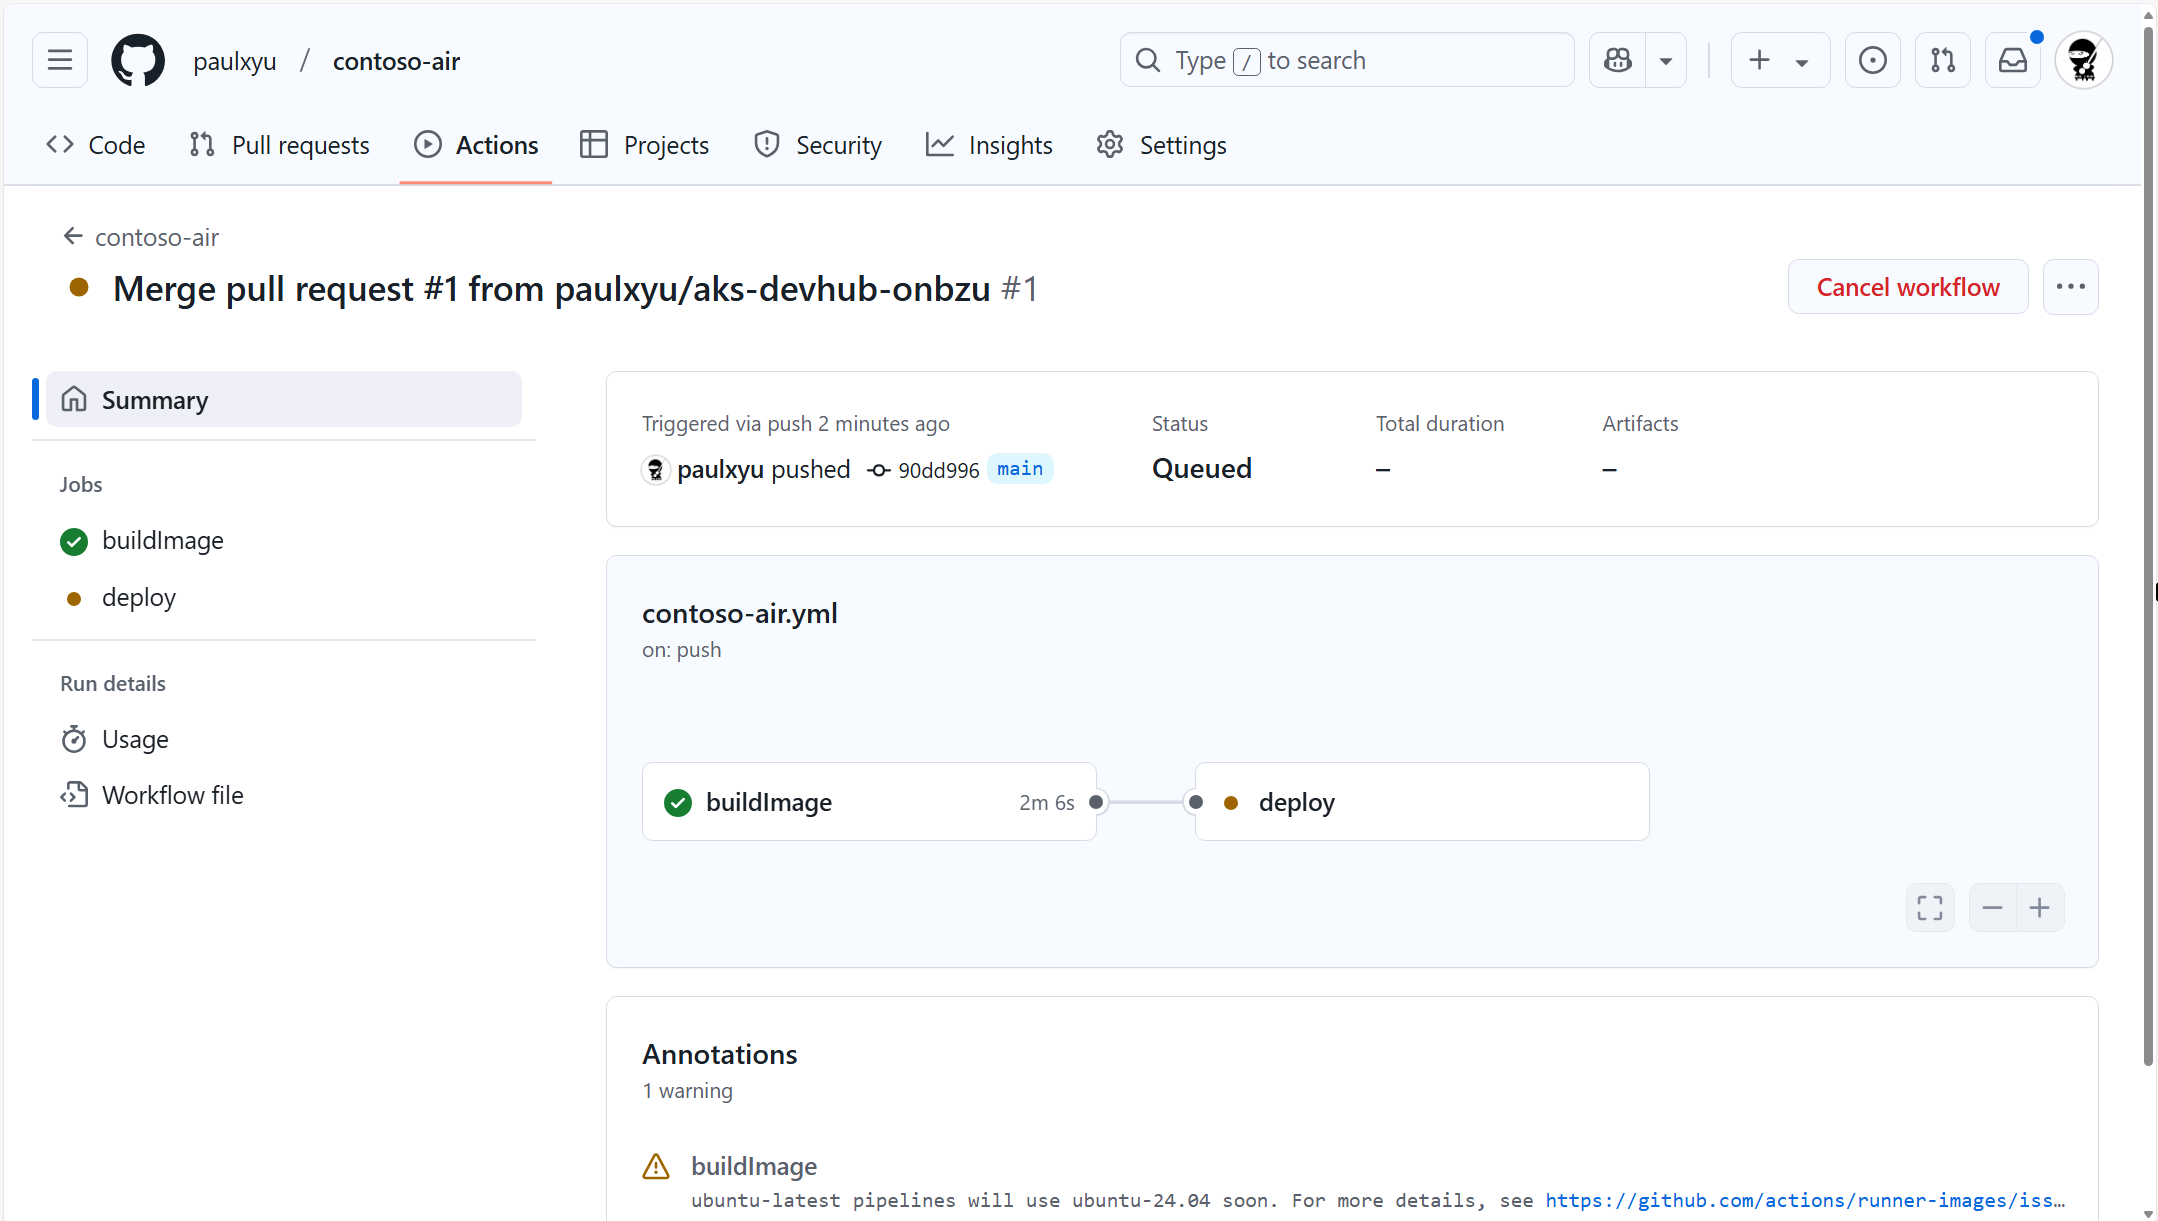 paulxyu / contoso-air
Type / to search
Code Pull requests Actions Projects Security Insights Settings
contoso-air
Merge pull request #1 from paulxyu/aks-devhub-onbzu #1
Cancel workflow
Summary
Jobs
buildImage
deploy
Run details
Usage
Workflow file
Triggered via push 2 minutes ago
paulxyu pushed 90dd996 main
Status
Queued
Total duration
–
Artifacts
–
contoso-air.yml
on: push
buildImage 2m 6s
deploy
Annotations
1 warning
buildImage
ubuntu-latest pipelines will use ubuntu-24.04 soon. For more details, see https://github.com/actions/runner-images/iss…